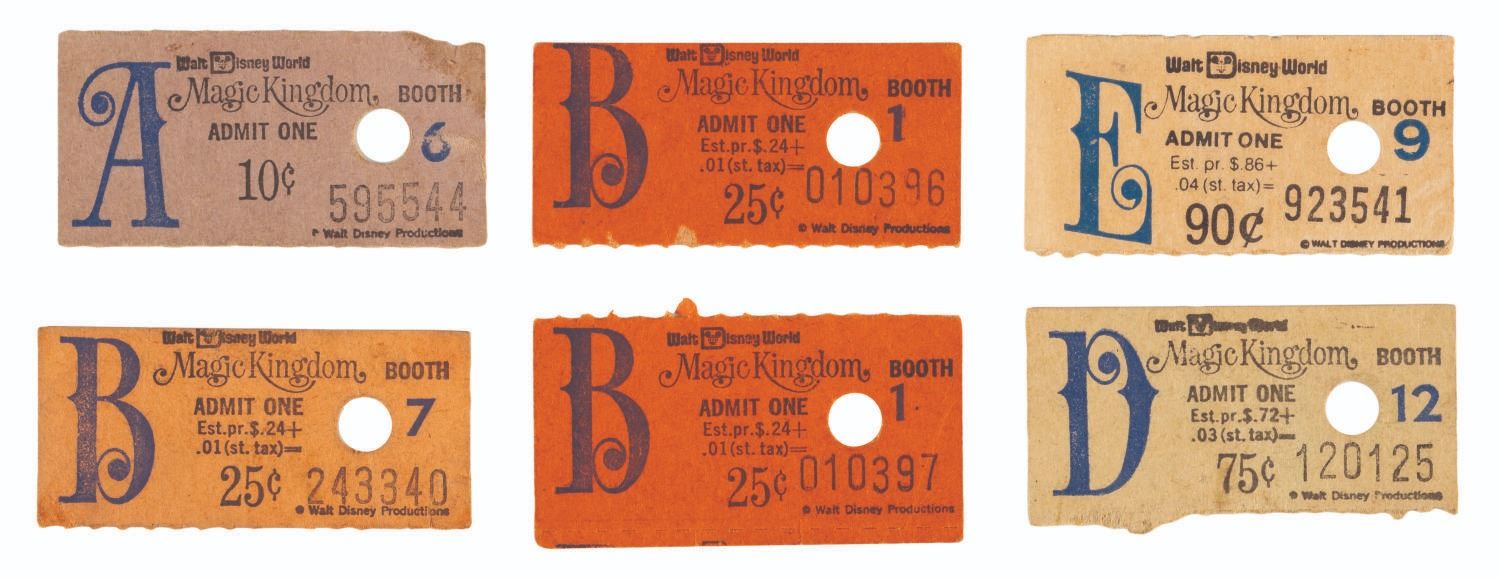 A
Walt Disney World
Magic Kingdom
BOOTH
6
ADMIT ONE
10¢
595544
Walt Disney Productions
B
Walt Disney World
Magic Kingdom
BOOTH
1
ADMIT ONE
Est.pr.$.24+
.01(st. tax)=
25¢
010396
© Walt Disney Productions
E
Walt Disney World
Magic Kingdom
BOOTH
9
ADMIT ONE
Est. pr. $.86+
.04 (st. tax)=
90¢
923541
© WALT DISNEY PRODUCTIONS
B
Walt Disney World
Magic Kingdom
BOOTH
7
ADMIT ONE
Est.pr.$.24+
.01(st. tax)=
25¢
243340
© Walt Disney Productions
B
Walt Disney World
Magic Kingdom
BOOTH
1
ADMIT ONE
Est.pr.$.24+
.01(st. tax)=
25¢
010397
© Walt Disney Productions
D
Walt Disney World
Magic Kingdom
BOOTH
12
ADMIT ONE
Est.pr.$.72+
.03(st. tax)=
75¢
120125
© Walt Disney Productions